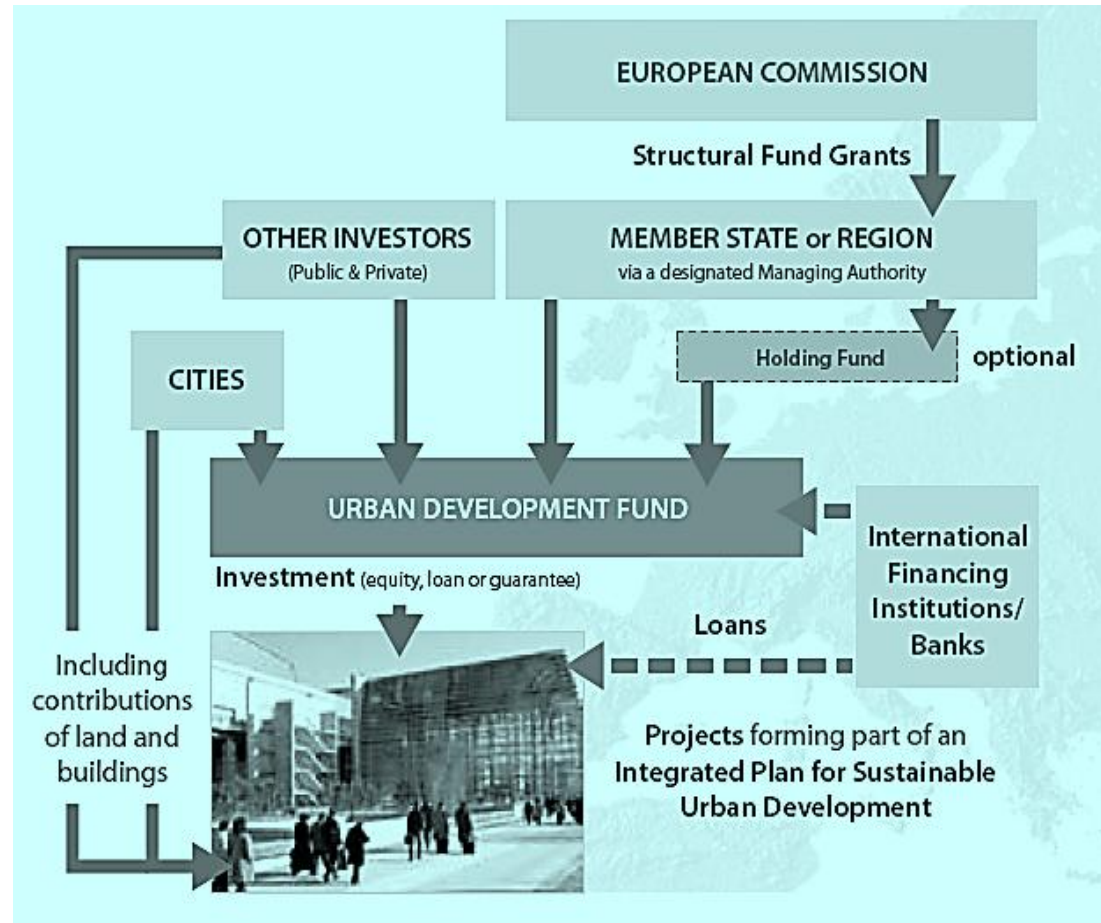 EUROPEAN COMMISSION
Structural Fund Grants
OTHER INVESTORS
(Public & Private)
MEMBER STATE or REGION
via a designated Managing Authority
Holding Fund
optional
CITIES
URBAN DEVELOPMENT FUND
International
Financing
Institutions/
Banks
Investment (equity, loan or guarantee)
Loans
Including
contributions
of land and
buildings
Projects forming part of an
Integrated Plan for Sustainable
Urban Development